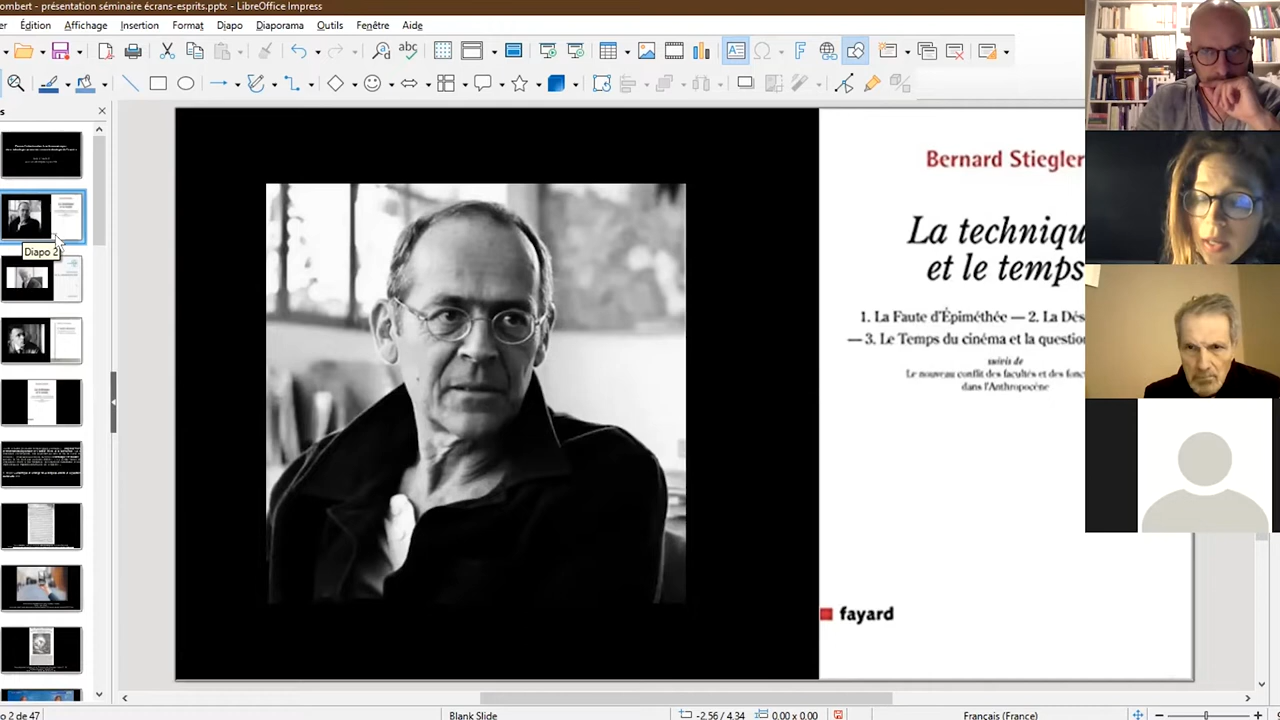 ombert - présentation séminaire écrans-esprits.pptx - LibreOffice Impress
er Édition Affichage Insertion Format Diapo Diaporama Outils Fenêtre Aide
abç
s
Diapo 2
Bernard Stiegler
La techniqu
et le temps
1. La Faute d'Épiméthée — 2. La Dés
— 3. Le Temps du cinéma et la question
suivis de
Le nouveau conflit des facultés et des fonc
dans l'Anthropocène
fayard
o 2 de 47
Blank Slide
-2.56 / 4.34
0.00 x 0.00
Français (France)